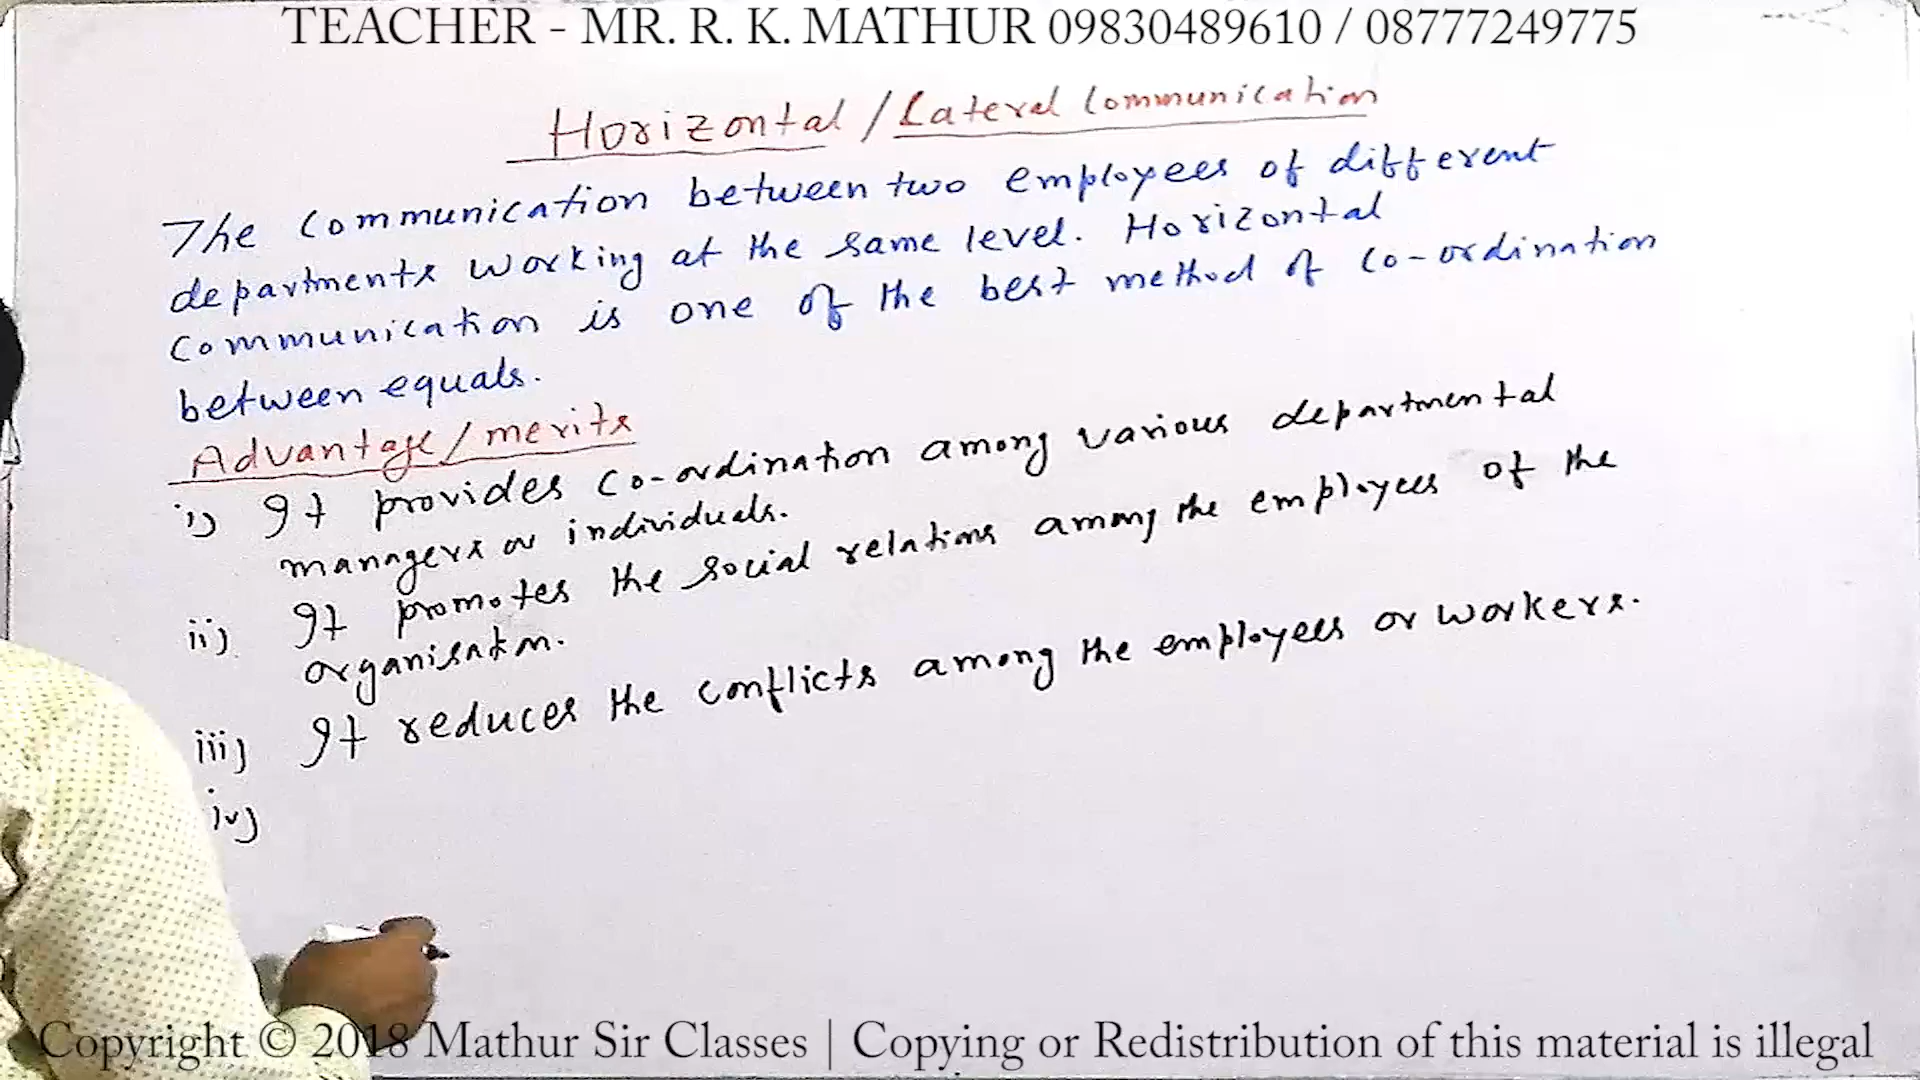 TEACHER - MR. R. K. MATHUR 09830489610 / 08777249775
Horizontal / Lateral Communication
The Communication between two employees of different
departments working at the same level. Horizontal
Communication is one of the best method of Co-ordination
between equals.
Advantage/merits
i) It provides Co-ordination among various departmental
managers or individuals.
ii) It promotes the social relations among the employees of the
organisation.
iii) It reduces the conflicts among the employees or workers.
iv)
Copyright © 2018 Mathur Sir Classes | Copying or Redistribution of this material is illegal